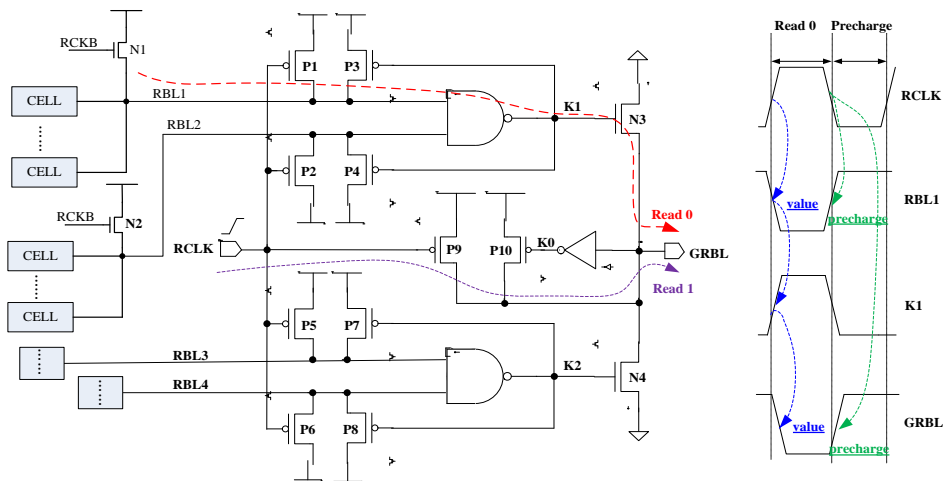 RCKB
N1
CELL
CELL
RBL1
RBL2
RCKB
N2
CELL
CELL
RCLK
P1
P3
P2
P4
K1
N3
Read 0
P9
P10
K0
GRBL
Read 1
P5
P7
RBL3
RBL4
K2
N4
P6
P8
Read 0
Precharge
RCLK
RBL1
value
precharge
K1
GRBL
value
precharge